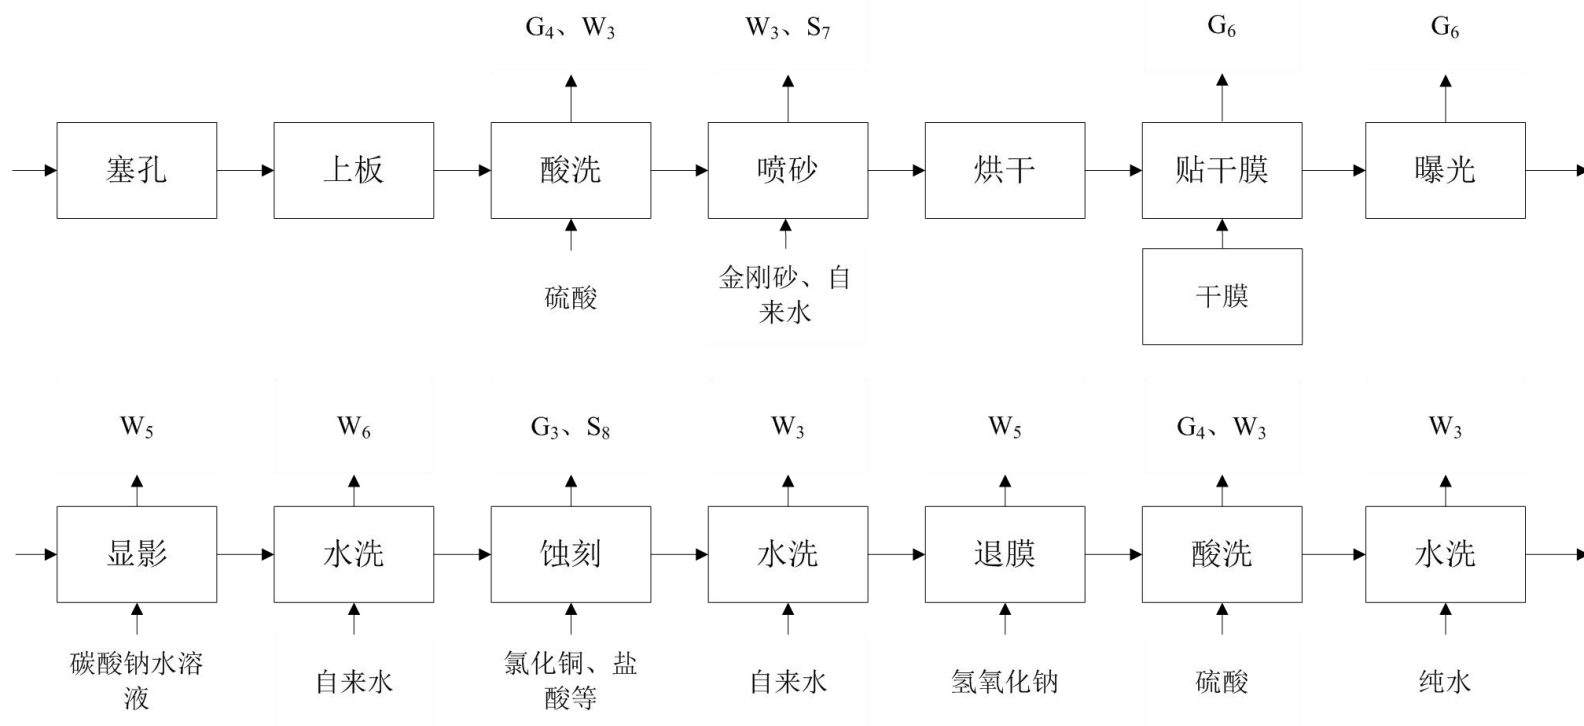 G₄、W₃
W₃、S₇
G₆
G₆
塞孔
上板
酸洗
喷砂
烘干
贴干膜
曝光
硫酸
金刚砂、自
来水
干膜
W₅
W₆
G₃、S₈
W₃
W₅
G₄、W₃
W₃
显影
水洗
蚀刻
水洗
退膜
酸洗
水洗
碳酸钠水溶
液
自来水
氯化铜、盐
酸等
自来水
氢氧化钠
硫酸
纯水